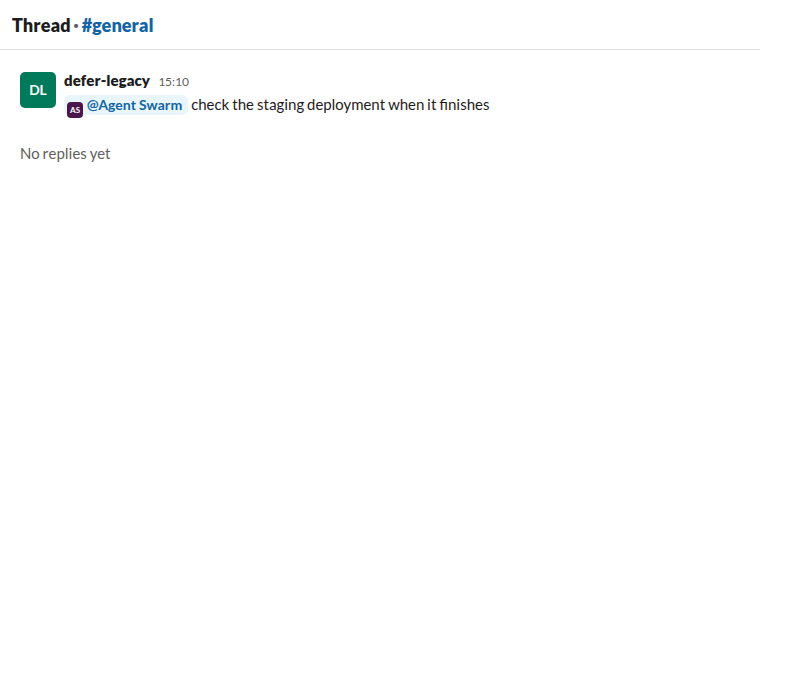 Thread • #general
DL
defer-legacy 15:10
AS @Agent Swarm check the staging deployment when it finishes
No replies yet